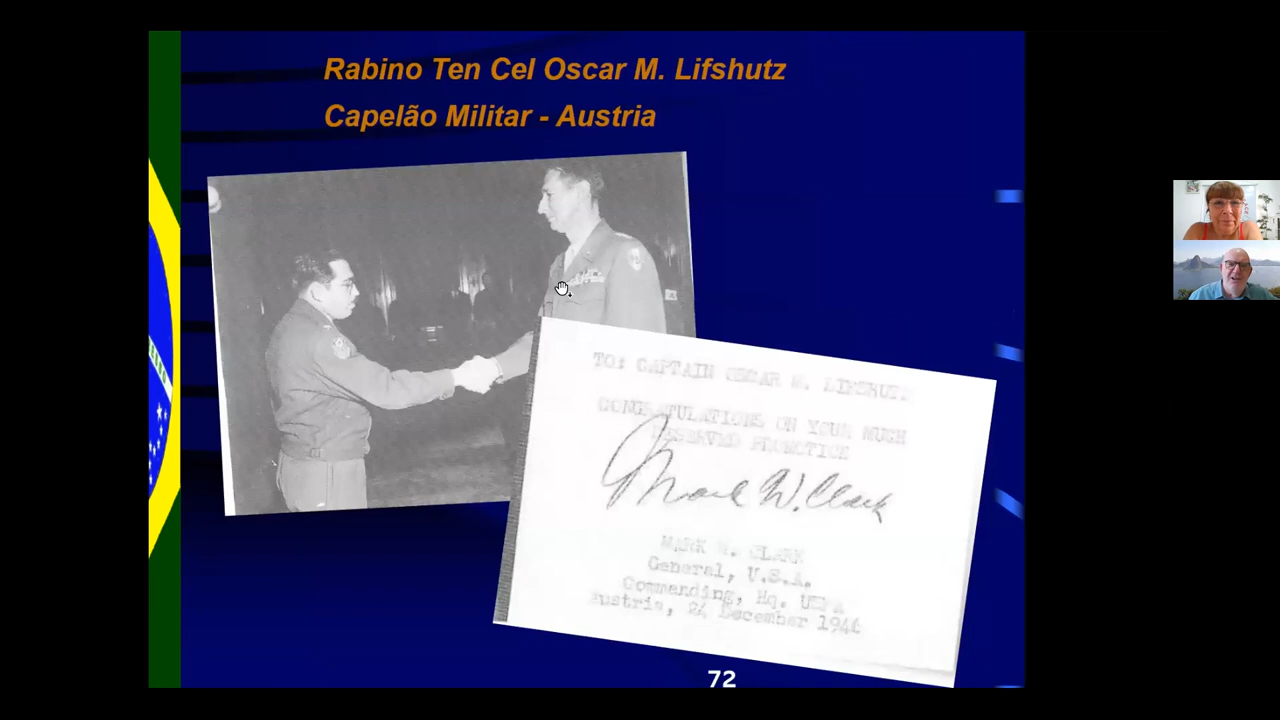 Rabino Ten Cel Oscar M. Lifshutz
Capelão Militar - Austria
TO: CAPTAIN OSCAR M. LIFSHUTZ
CONGRATULATIONS ON YOUR MUCH
DESERVED PROMOTION
Mark W. Clark
MARK W. CLARK
General, U.S.A.
Commanding, Hq. USFA
Austria, 24 December 1946
72